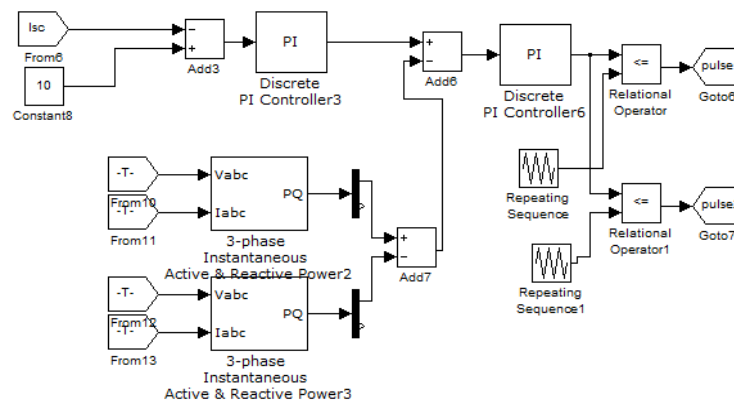 Isc
From6
10
Constant8
Add3
PI
Discrete
PI Controller3
Add6
PI
Discrete
PI Controller6
<=
Relational
Operator
pulse
Goto6
Repeating
Sequence
<=
Relational
Operator1
pulse
Goto7
Repeating
Sequence1
-T-
From10
-T-
From11
Vabc
Iabc
PQ
3-phase
Instantaneous
Active & Reactive Power2
Add7
-T-
From12
-T-
From13
Vabc
Iabc
PQ
3-phase
Instantaneous
Active & Reactive Power3